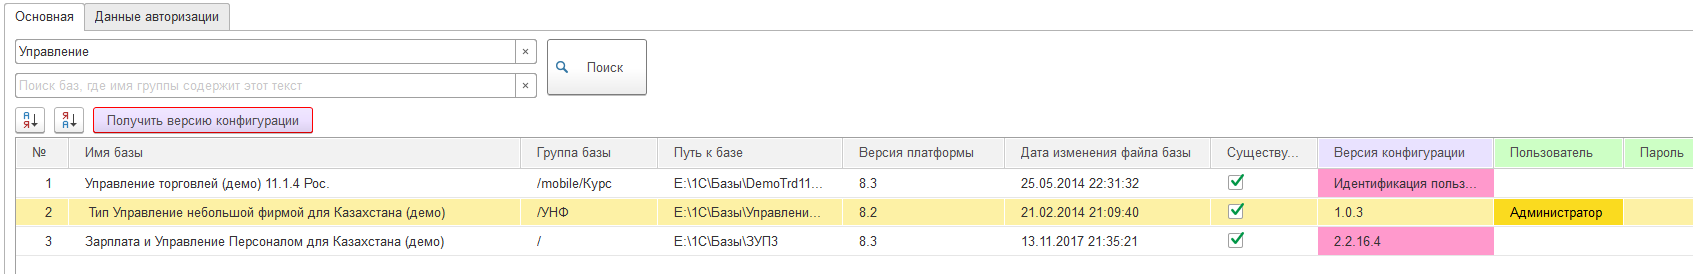 Основная Данные авторизации
Управление ×
Поиск
Поиск баз, где имя группы содержит этот текст ×
А Я Я А Получить версию конфигурации
№ Имя базы Группа базы Путь к базе Версия платформы Дата изменения файла базы Существу... Версия конфигурации Пользователь Пароль
1 Управление торговлей (демо) 11.1.4 Рос. /mobile/Курс E:\1C\Базы\DemoTrd11... 8.3 25.05.2014 22:31:32 Идентификация польз...
2 Тип Управление небольшой фирмой для Казахстана (демо) /УНФ E:\1C\Базы\Управлени... 8.2 21.02.2014 21:09:40 1.0.3 Администратор
3 Зарплата и Управление Персоналом для Казахстана (демо) / E:\1C\Базы\ЗУП3 8.3 13.11.2017 21:35:21 2.2.16.4